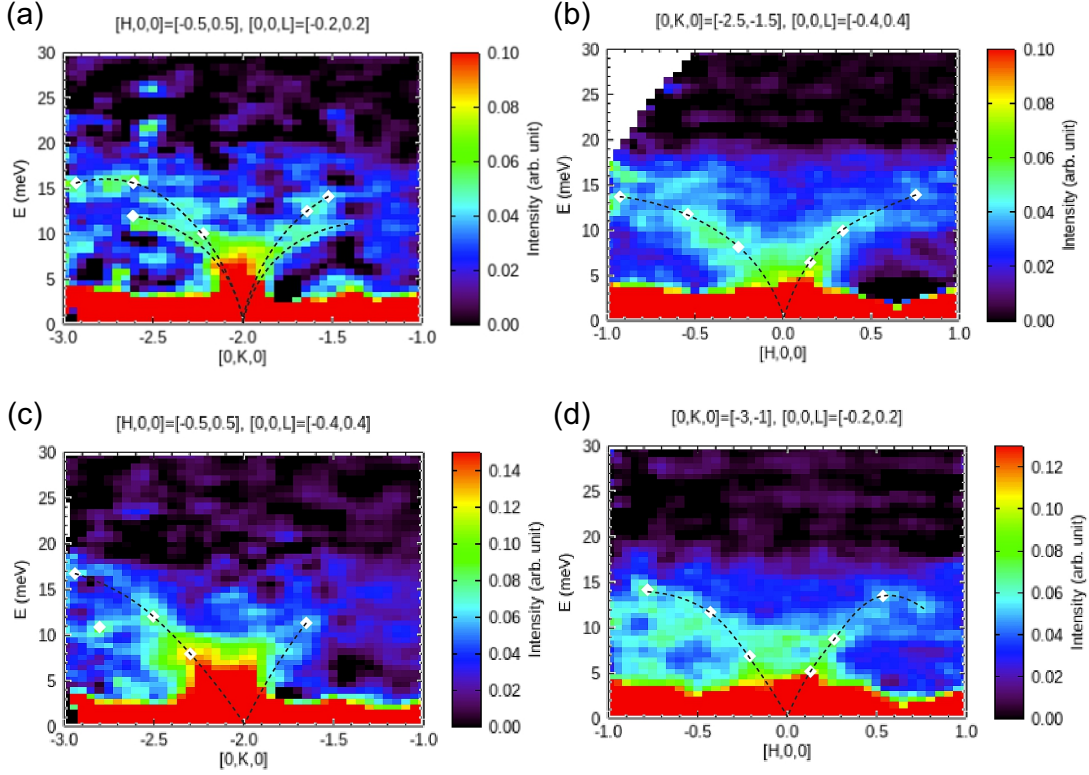 (a)
[H,0,0]=[-0.5,0.5], [0,0,L]=[-0.2,0.2]
30
25
20
15
10
5
0
E (meV)
-3.0 -2.5 -2.0 -1.5 -1.0
[0,K,0]
0.10
0.08
0.06
0.04
0.02
0.00
Intensity (arb. unit)
(b)
[0,K,0]=[-2.5,-1.5], [0,0,L]=[-0.4,0.4]
30
25
20
15
10
5
0
E (meV)
-1.0 -0.5 0.0 0.5 1.0
[H,0,0]
0.10
0.08
0.06
0.04
0.02
0.00
Intensity (arb. unit)
(c)
[H,0,0]=[-0.5,0.5], [0,0,L]=[-0.4,0.4]
30
25
20
15
10
5
0
E (meV)
-3.0 -2.5 -2.0 -1.5 -1.0
[0,K,0]
0.14
0.12
0.10
0.08
0.06
0.04
0.02
0.00
Intensity (arb. unit)
(d)
[0,K,0]=[-3,-1], [0,0,L]=[-0.2,0.2]
30
25
20
15
10
5
0
E (meV)
-1.0 -0.5 0.0 0.5 1.0
[H,0,0]
0.12
0.10
0.08
0.06
0.04
0.02
0.00
Intensity (arb. unit)